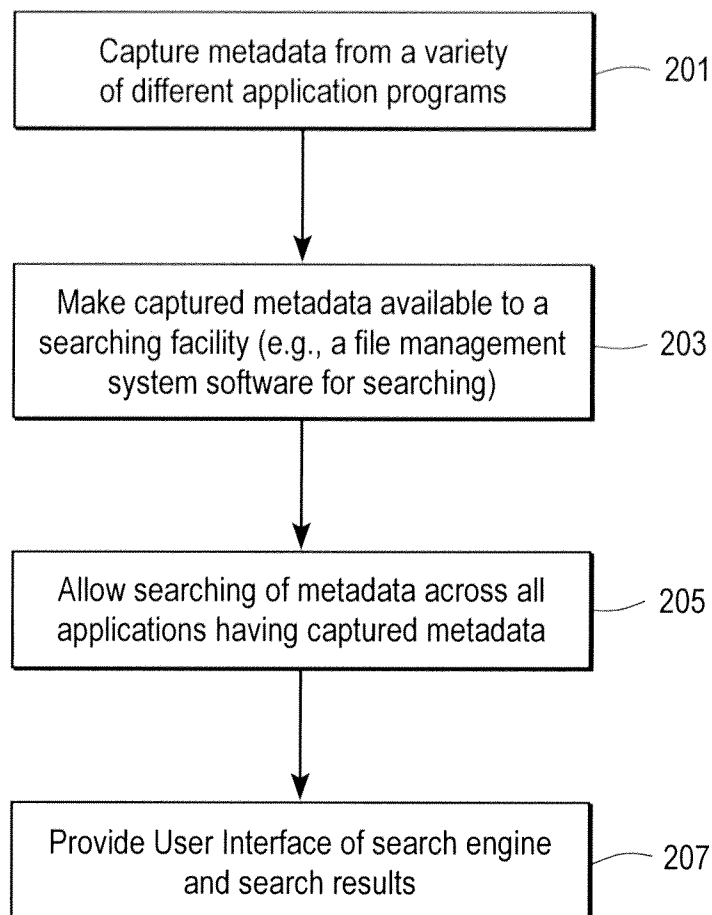 Capture metadata from a variety
of different application programs
201
Make captured metadata available to a
searching facility (e.g., a file management
system software for searching)
203
Allow searching of metadata across all
applications having captured metadata
205
Provide User Interface of search engine
and search results
207